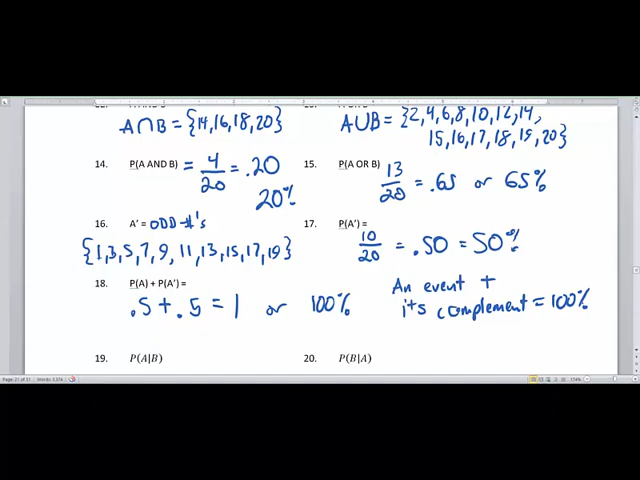 A∩B = {14,16,18,20}
A∪B = {2,4,6,8,10,12,14,
15,16,17,18,19,20}
14. P(A AND B) = 4/20 = .20
20%
15. P(A OR B)
13/20 = .65 or 65%
16. A' = ODD #'s
{1,3,5,7,9,11,13,15,17,19}
17. P(A') =
10/20 = .50 = 50%
18. P(A) + P(A') =
.5 + .5 = 1 or 100%
An event +
its complement = 100%
19. P(A|B)
20. P(B|A)